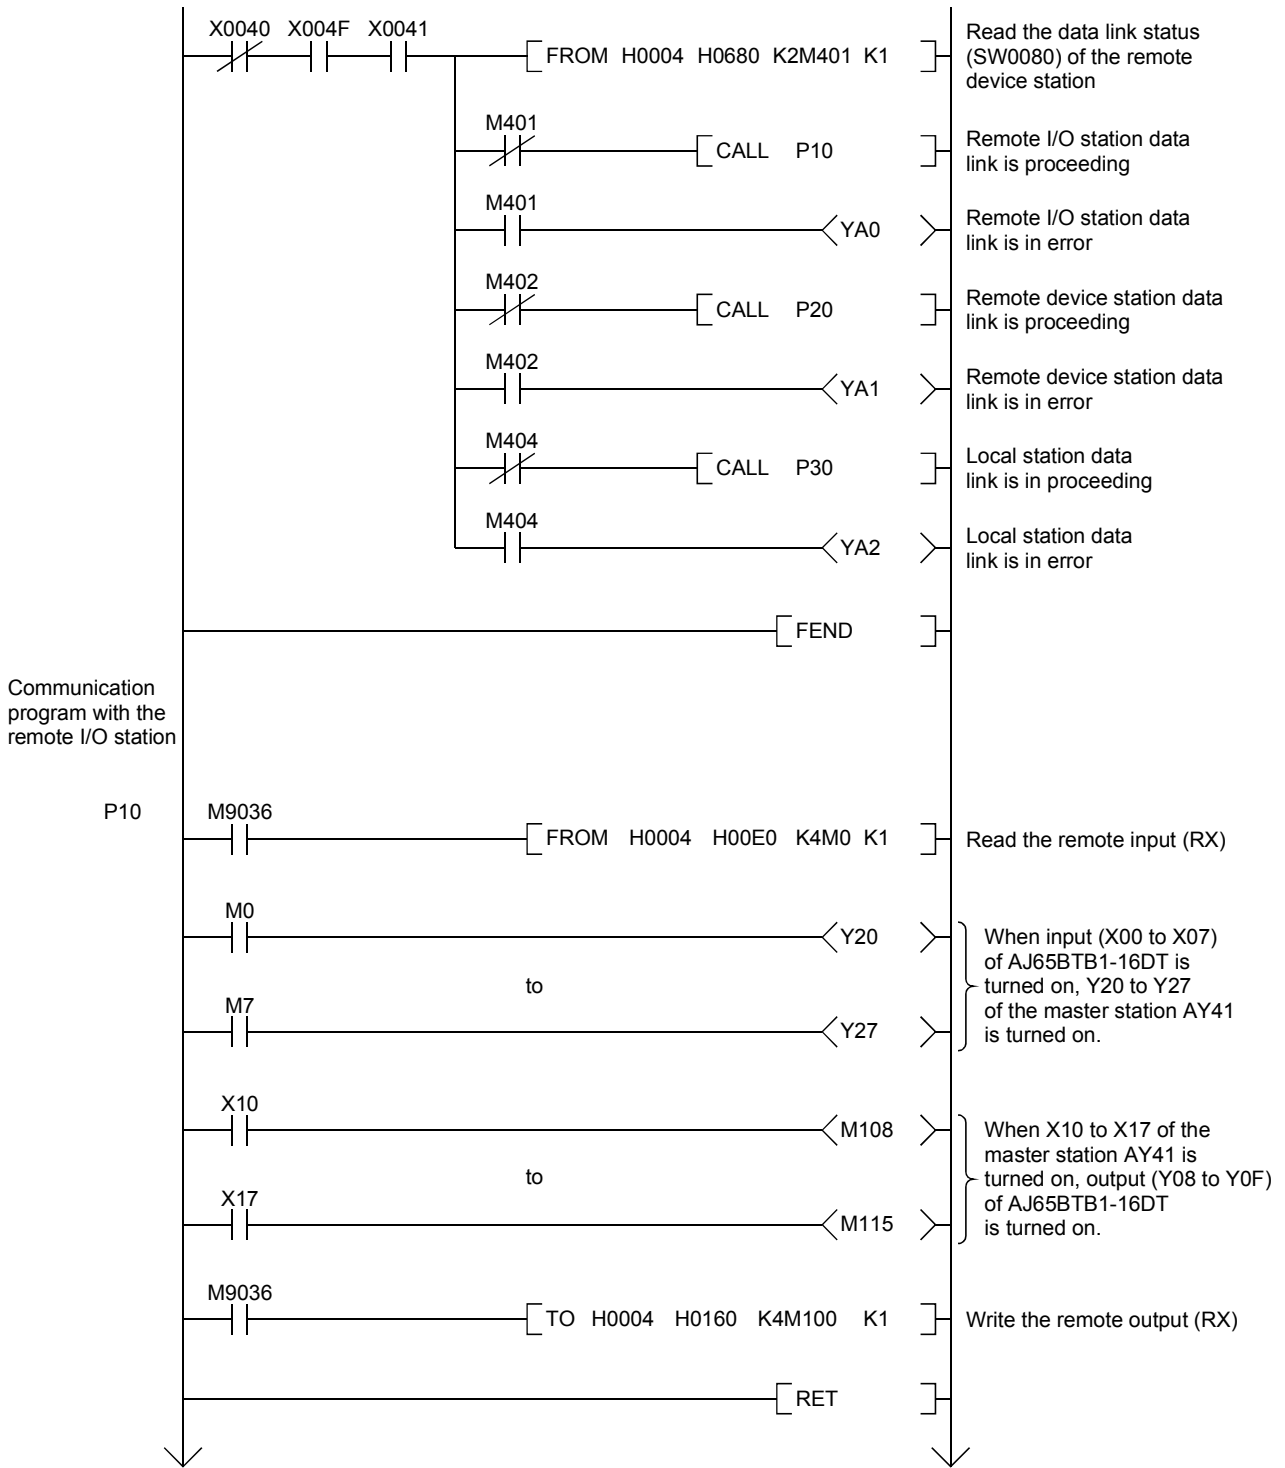 X0040 X004F X0041
FROM H0004 H0680 K2M401 K1
Read the data link status
(SW0080) of the remote
device station
M401
CALL P10
Remote I/O station data
link is proceeding
M401
YA0
Remote I/O station data
link is in error
M402
CALL P20
Remote device station data
link is proceeding
M402
YA1
Remote device station data
link is in error
M404
CALL P30
Local station data
link is in proceeding
M404
YA2
Local station data
link is in error
FEND
Communication
program with the
remote I/O station
P10
M9036
FROM H0004 H00E0 K4M0 K1
Read the remote input (RX)
M0
Y20
to
M7
Y27
When input (X00 to X07)
of AJ65BTB1-16DT is
turned on, Y20 to Y27
of the master station AY41
is turned on.
X10
M108
to
X17
M115
When X10 to X17 of the
master station AY41 is
turned on, output (Y08 to Y0F)
of AJ65BTB1-16DT
is turned on.
M9036
TO H0004 H0160 K4M100 K1
Write the remote output (RX)
RET